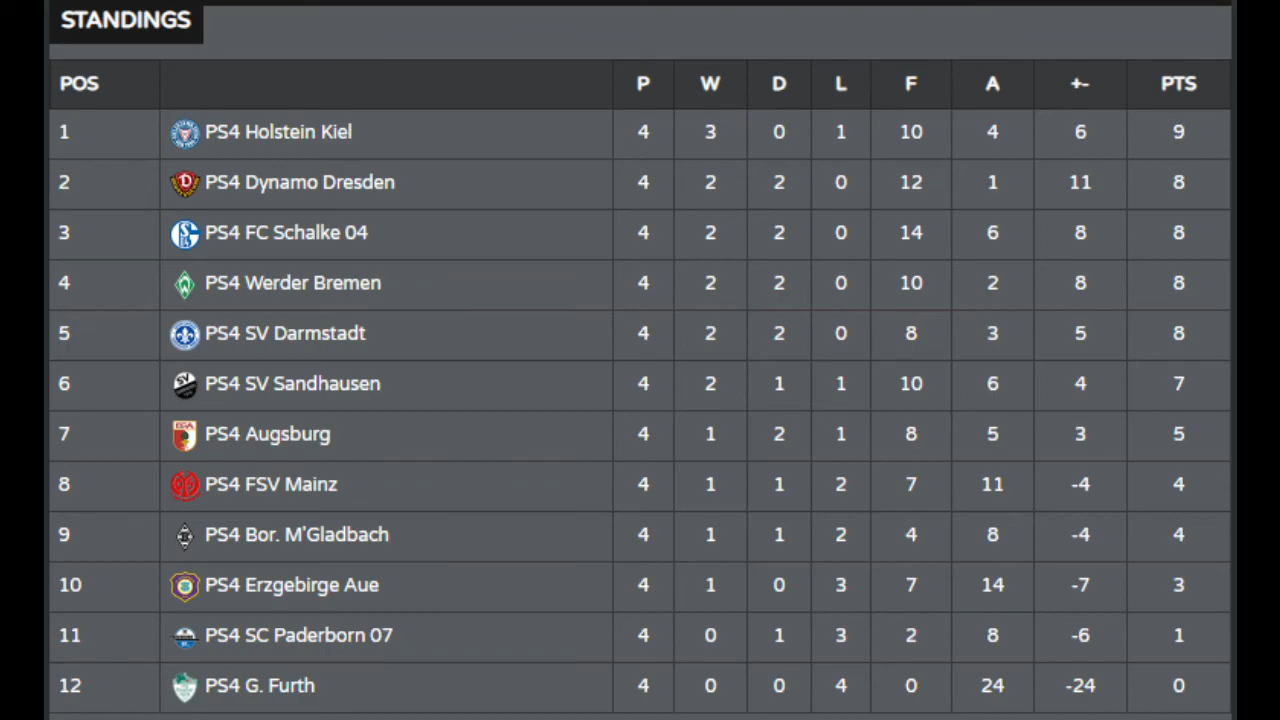 STANDINGS
POS P W D L F A +- PTS
1 PS4 Holstein Kiel 4 3 0 1 10 4 6 9
2 PS4 Dynamo Dresden 4 2 2 0 12 1 11 8
3 PS4 FC Schalke 04 4 2 2 0 14 6 8 8
4 PS4 Werder Bremen 4 2 2 0 10 2 8 8
5 PS4 SV Darmstadt 4 2 2 0 8 3 5 8
6 PS4 SV Sandhausen 4 2 1 1 10 6 4 7
7 PS4 Augsburg 4 1 2 1 8 5 3 5
8 PS4 FSV Mainz 4 1 1 2 7 11 -4 4
9 PS4 Bor. M'Gladbach 4 1 1 2 4 8 -4 4
10 PS4 Erzgebirge Aue 4 1 0 3 7 14 -7 3
11 PS4 SC Paderborn 07 4 0 1 3 2 8 -6 1
12 PS4 G. Furth 4 0 0 4 0 24 -24 0